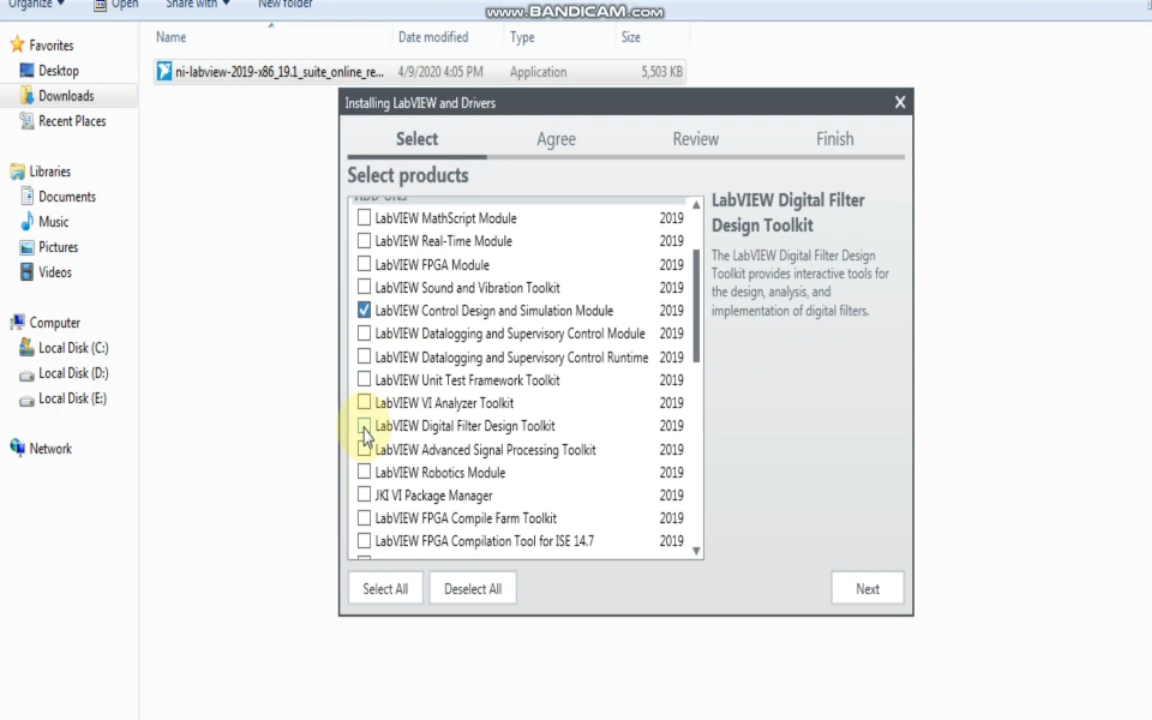 www.BANDICAM.com
Organize Open Share with New folder
Name Date modified Type Size
ni-labview-2019-x86_19.1_suite_online_re... 4/9/2020 4:05 PM Application 5,503 KB
Favorites
Desktop
Downloads
Recent Places
Libraries
Documents
Music
Pictures
Videos
Computer
Local Disk (C:)
Local Disk (D:)
Local Disk (E:)
Network
Installing LabVIEW and Drivers
Select Agree Review Finish
Select products
ADD-ONS
LabVIEW MathScript Module 2019
LabVIEW Real-Time Module 2019
LabVIEW FPGA Module 2019
LabVIEW Sound and Vibration Toolkit 2019
LabVIEW Control Design and Simulation Module 2019
LabVIEW Datalogging and Supervisory Control Module 2019
LabVIEW Datalogging and Supervisory Control Runtime 2019
LabVIEW Unit Test Framework Toolkit 2019
LabVIEW VI Analyzer Toolkit 2019
LabVIEW Digital Filter Design Toolkit 2019
LabVIEW Advanced Signal Processing Toolkit 2019
LabVIEW Robotics Module 2019
JKI VI Package Manager 2019
LabVIEW FPGA Compile Farm Toolkit 2019
LabVIEW FPGA Compilation Tool for ISE 14.7 2019
LabVIEW Digital Filter
Design Toolkit
The LabVIEW Digital Filter Design
Toolkit provides interactive tools for
the design, analysis, and
implementation of digital filters.
Select All Deselect All Next